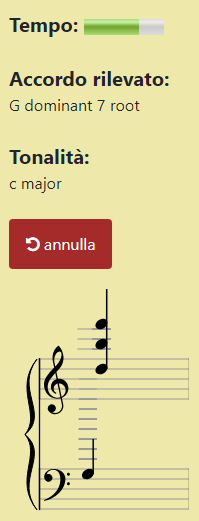 Tempo:
Accordo rilevato:
G dominant 7 root
Tonalità:
c major
annulla